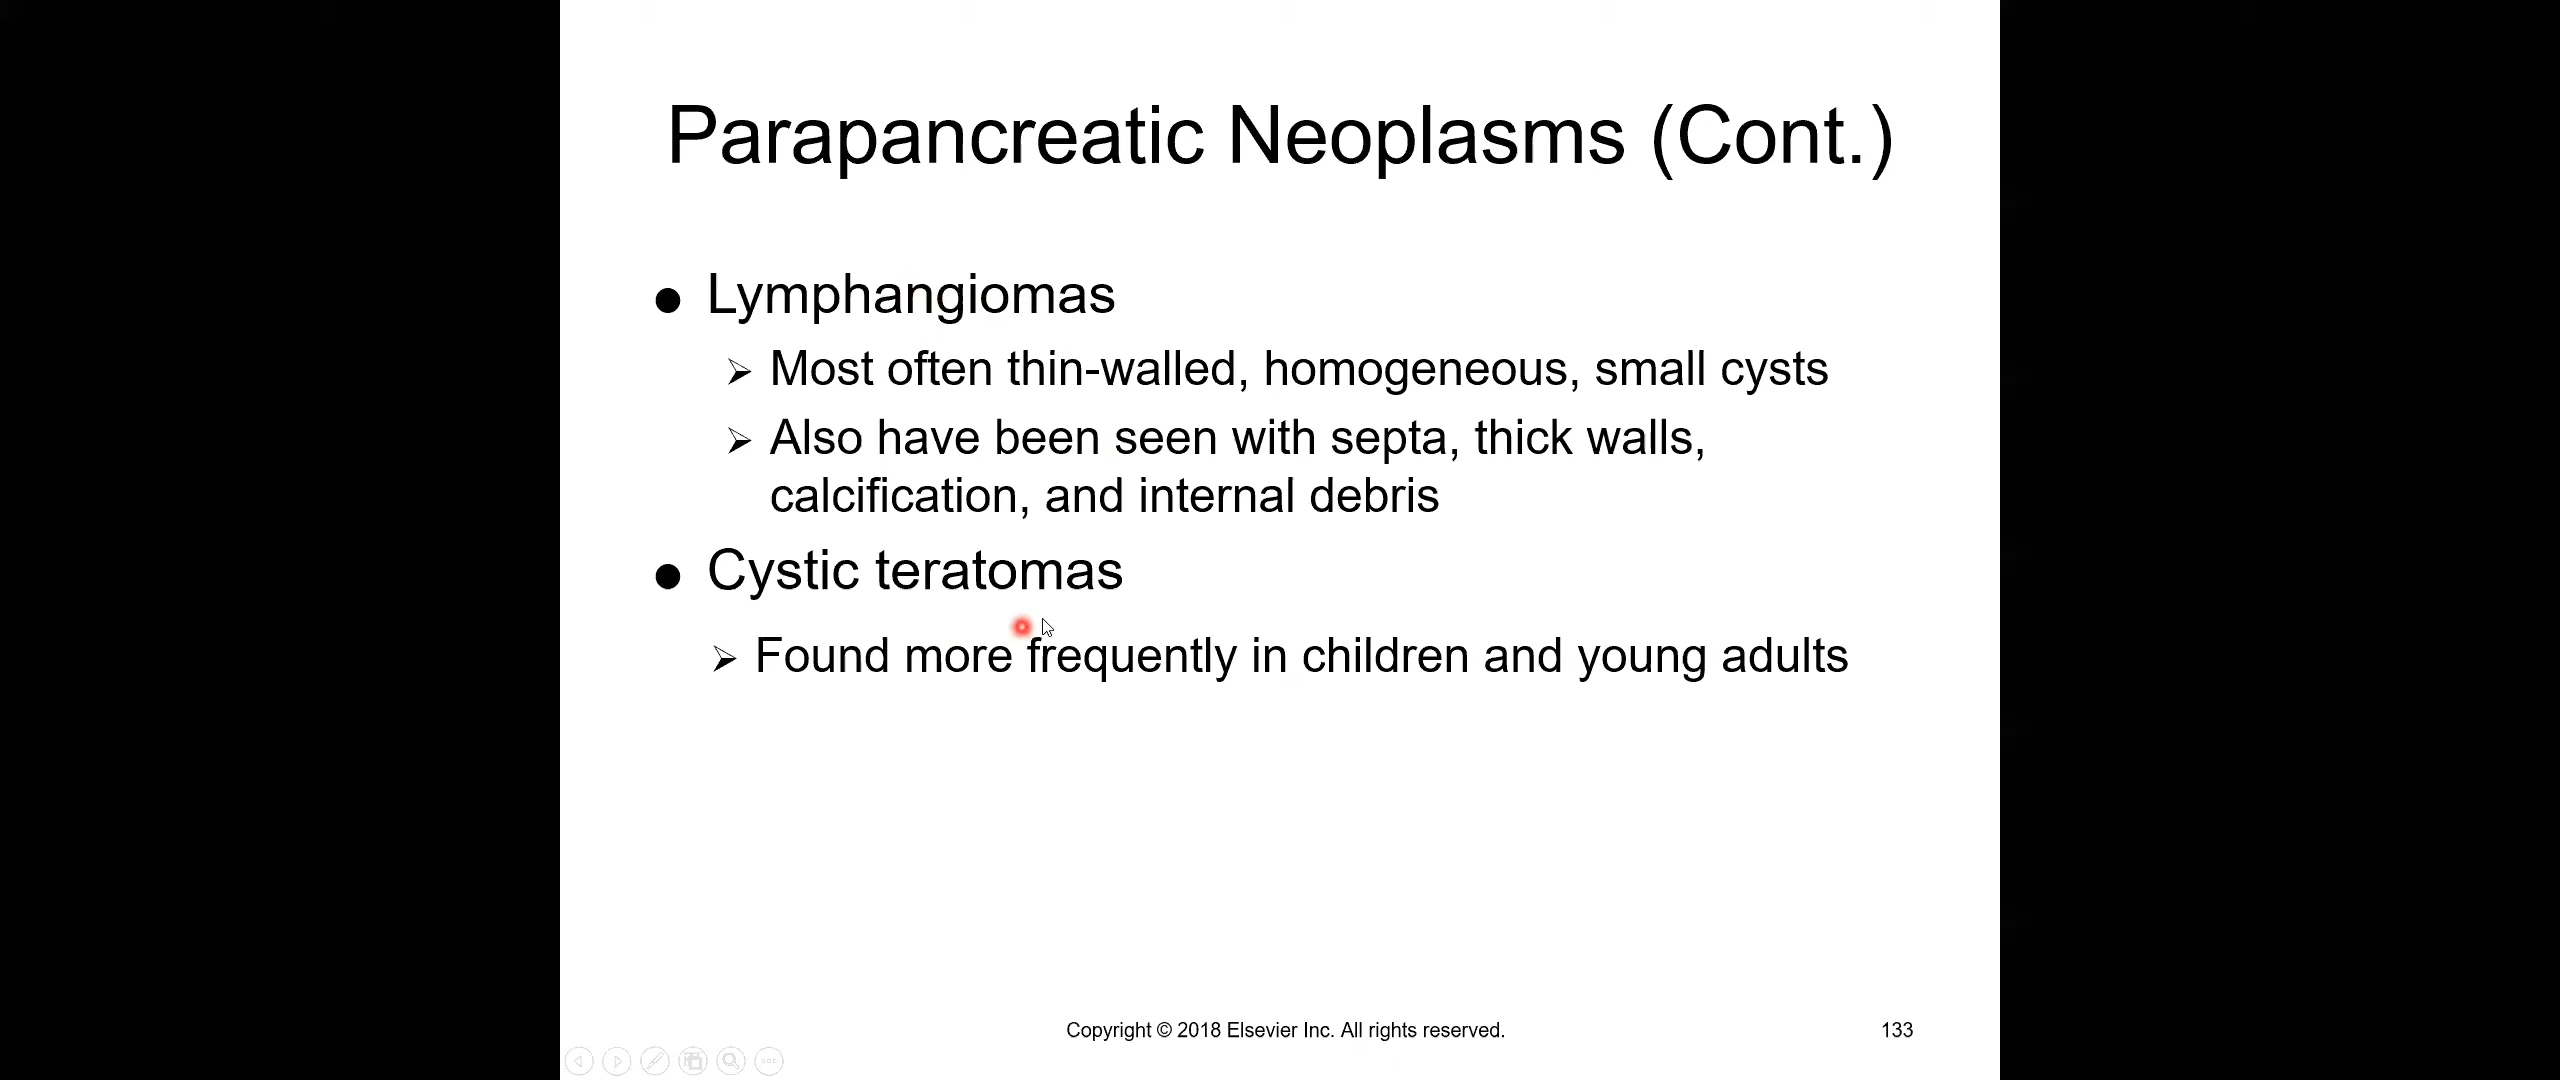 Parapancreatic Neoplasms (Cont.)
● Lymphangiomas
➢ Most often thin-walled, homogeneous, small cysts
➢ Also have been seen with septa, thick walls,
calcification, and internal debris
● Cystic teratomas
➢ Found more frequently in children and young adults
Copyright © 2018 Elsevier Inc. All rights reserved.
133